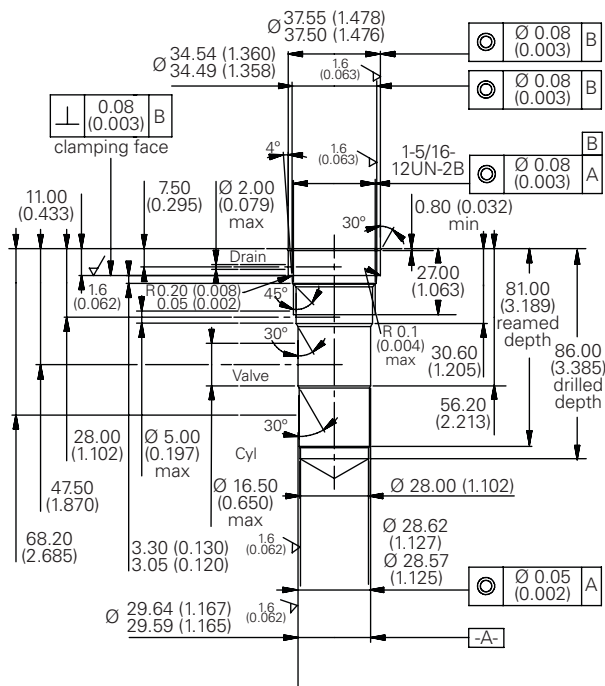 Ø 37.55 (1.478)
37.50 (1.476)
Ø 34.54 (1.360)
34.49 (1.358)
1.6
(0.063)
Ø 0.08
(0.003)
B
Ø 0.08
(0.003)
B
0.08
(0.003)
B
clamping face
4°
1.6
(0.063)
1-5/16-
12UN-2B
B
Ø 0.08
(0.003)
A
11.00
(0.433)
7.50
(0.295)
Ø 2.00
(0.079)
max
30°
0.80 (0.032)
min
Drain
1.6
(0.062)
R 0.20 (0.008)
0.05 (0.002)
45°
27.00
(1.063)
81.00
(3.189)
reamed
depth
R 0.1
(0.004)
max
30°
30.60
(1.205)
86.00
(3.385)
drilled
depth
Valve
56.20
(2.213)
30°
28.00
(1.102)
Ø 5.00
(0.197)
max
Cyl
47.50
(1.870)
Ø 16.50
(0.650)
max
Ø 28.00 (1.102)
68.20
(2.685)
3.30 (0.130)
3.05 (0.120)
1.6
(0.062)
Ø 28.62
(1.127)
Ø 28.57
(1.125)
Ø 0.05
(0.002)
A
Ø 29.64 (1.167)
29.59 (1.165)
1.6
(0.062)
-A-